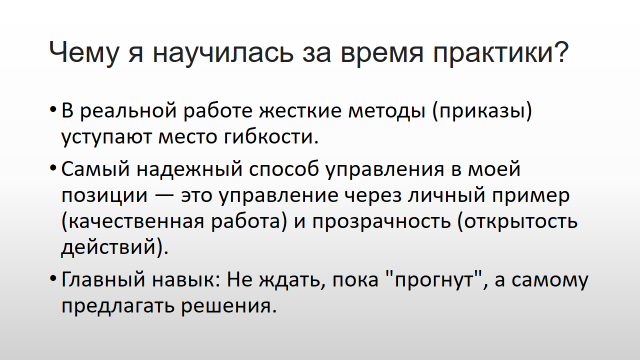 Чему я научилась за время практики?
• В реальной работе жесткие методы (приказы)
уступают место гибкости.
• Самый надежный способ управления в моей
позиции — это управление через личный пример
(качественная работа) и прозрачность (открытость
действий).
• Главный навык: Не ждать, пока "прогнут", а самому
предлагать решения.